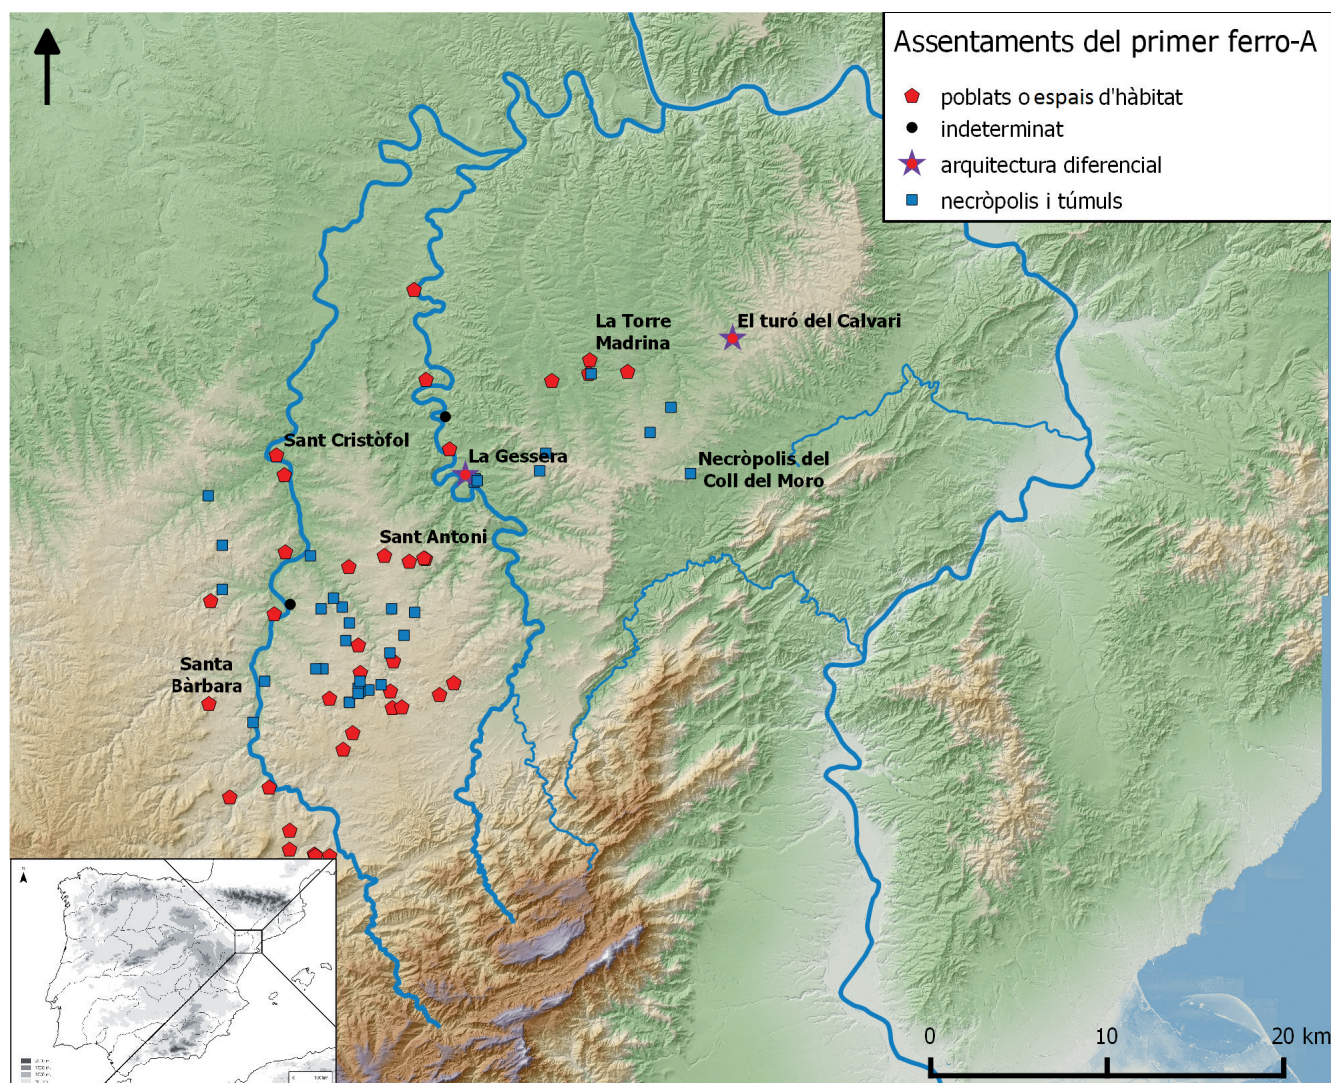 Assentaments del primer ferro-A
poblats o espais d'hàbitat
indeterminat
arquitectura diferencial
necròpolis i túmuls
La Torre
Madrina
El turó del Calvari
Sant Cristòfol
La Gessera
Necròpolis del
Coll del Moro
Sant Antoni
Santa
Bàrbara
0 10 20 km